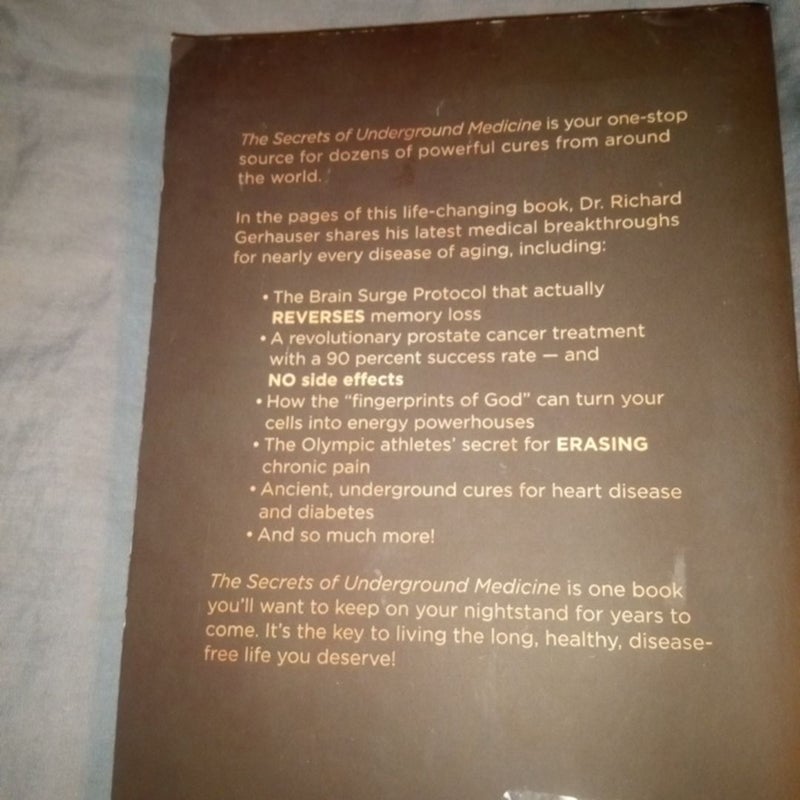 The Secrets of Underground Medicine is your one-stop
source for dozens of powerful cures from around
the world.
In the pages of this life-changing book, Dr. Richard
Gerhauser shares his latest medical breakthroughs
for nearly every disease of aging, including:
• The Brain Surge Protocol that actually
REVERSES memory loss
• A revolutionary prostate cancer treatment
with a 90 percent success rate — and
NO side effects
• How the “fingerprints of God” can turn your
cells into energy powerhouses
• The Olympic athletes’ secret for ERASING
chronic pain
• Ancient, underground cures for heart disease
and diabetes
• And so much more!
The Secrets of Underground Medicine is one book
you’ll want to keep on your nightstand for years to
come. It’s the key to living the long, healthy, disease-
free life you deserve!